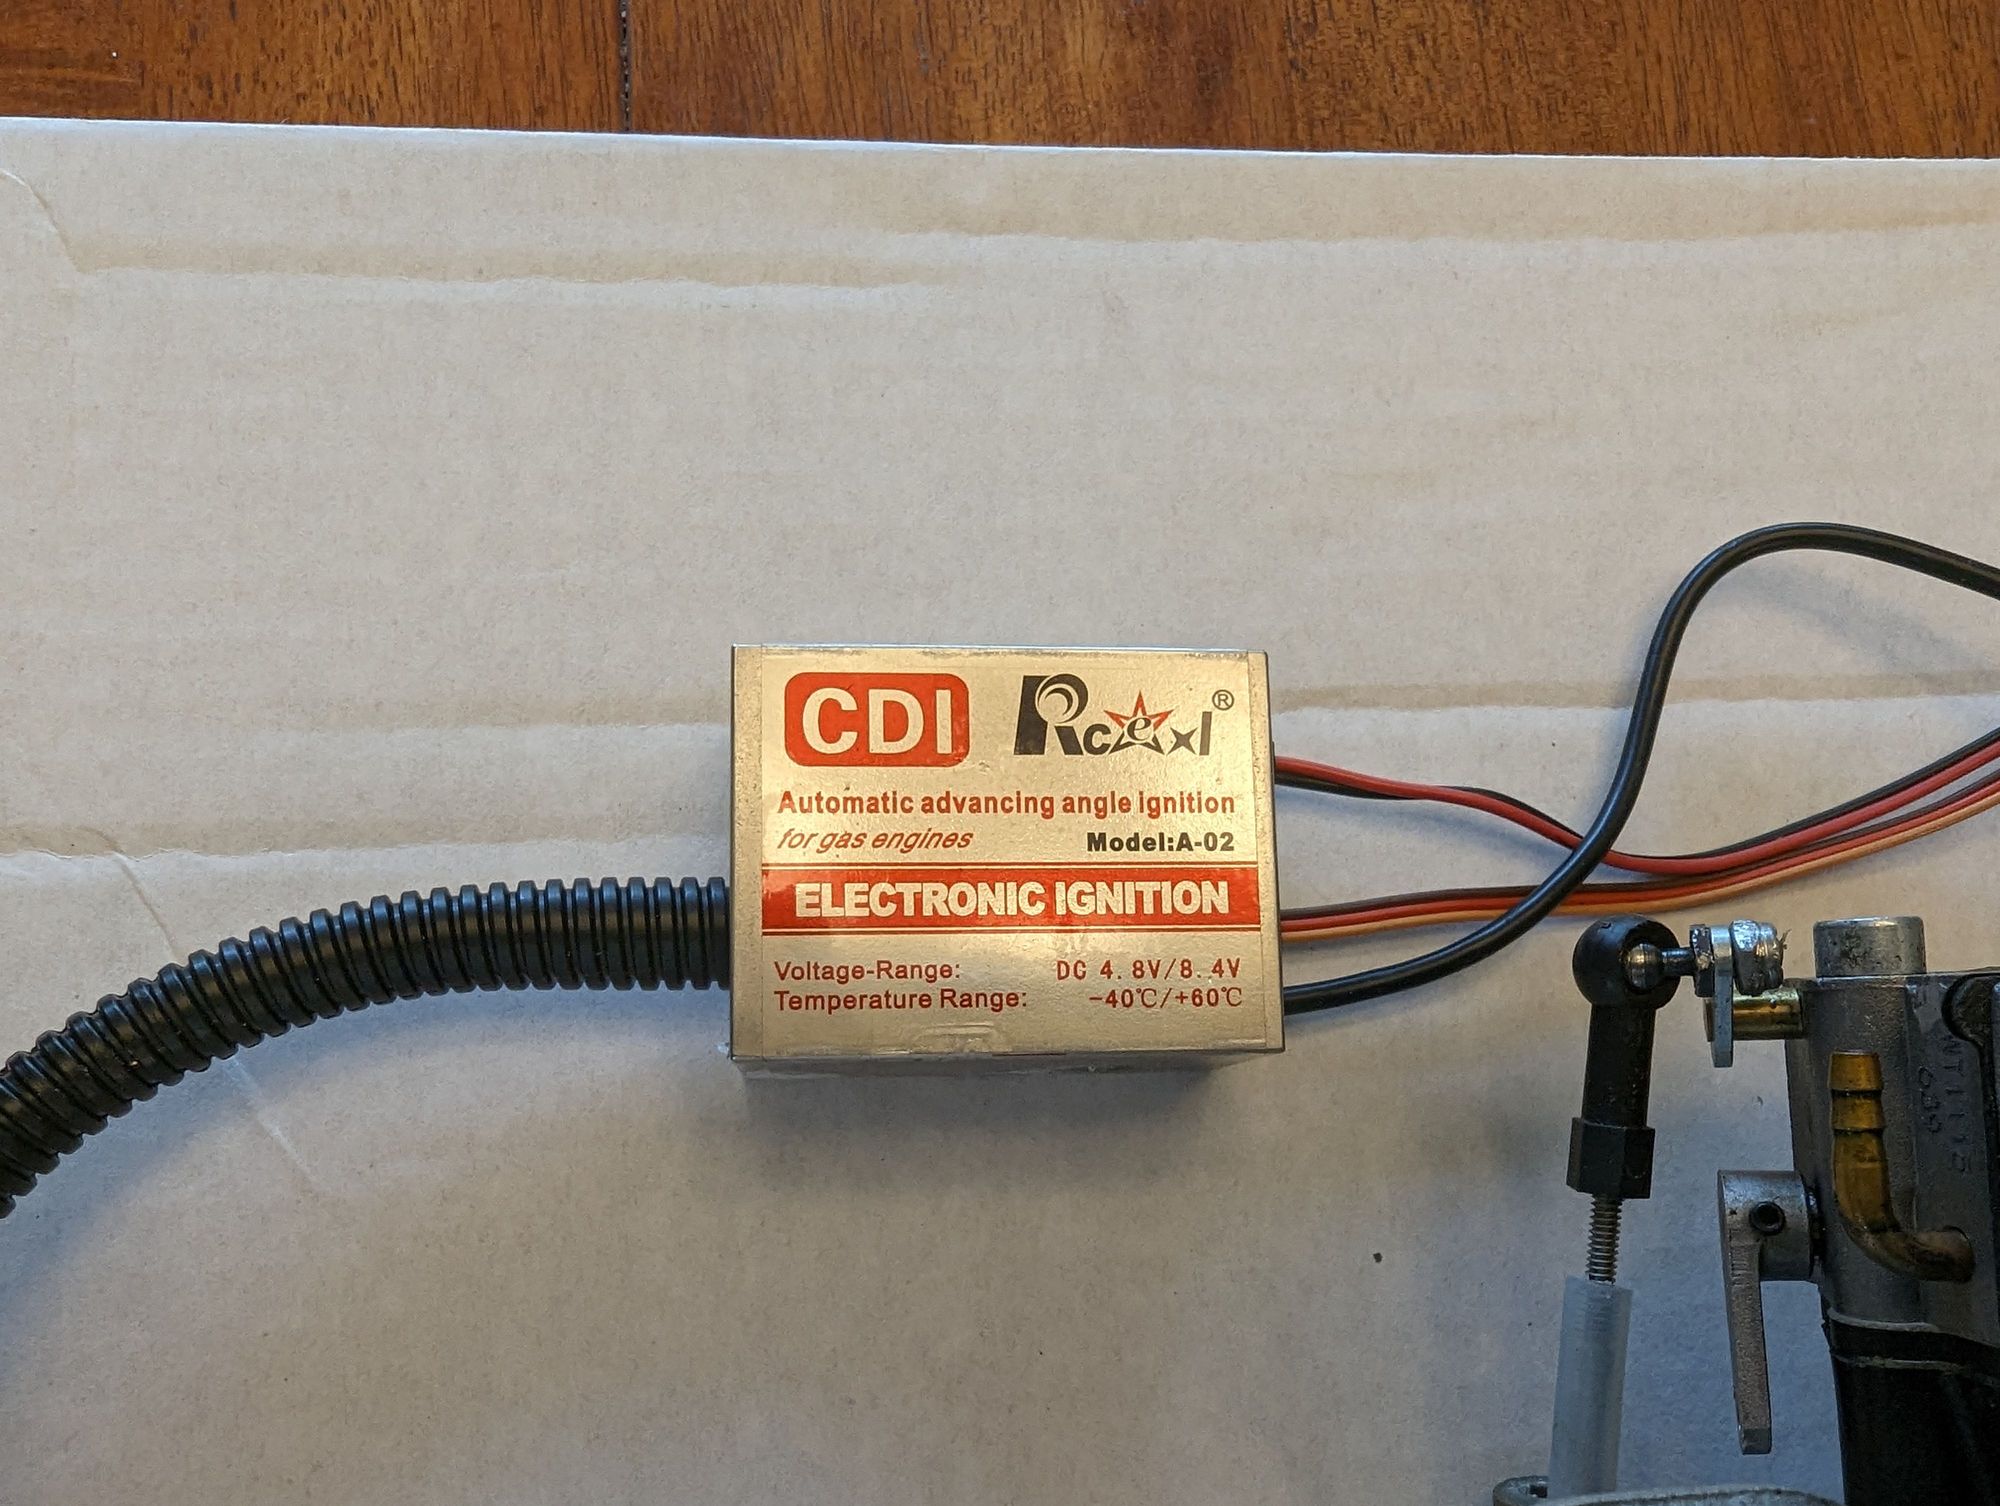 CDI Rcexl®
Automatic advancing angle ignition
for gas engines Model:A-02
ELECTRONIC IGNITION
Voltage-Range: DC 4.8V/8.4V
Temperature Range: -40℃/+60℃
689